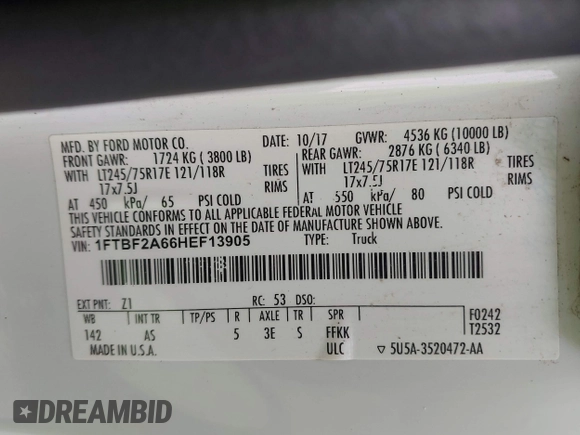 MFD. BY FORD MOTOR CO. 10/17 GVWR: 4536 KG (10000 LB)
FRONT GAWR: 1724 KG ( 3800 LB) REAR GAWR: 2876 KG ( 6340 LB)
WITH LT245/75R17E 121/118R TIRES WITH LT245/75R17E 121/118R TIRES
17x7.5J RIMS 17x7.5J RIMS
AT 450 kPa/ 65 PSI COLD AT 550 kPa/ 80 PSI COLD
THIS VEHICLE CONFORMS TO ALL APPLICABLE FEDERAL MOTOR VEHICLE
SAFETY STANDARDS IN EFFECT ON THE DATE OF MANUFACTURE SHOWN ABOVE.
VIN: 1FTBF2A66HEF13905 TYPE: Truck
EXT PNT: Z1 RC: 53 DSO: F0242
WB INT TR TP/PS R AXLE TR SPR T2532
142 AS 5 3E S FFKK
MADE IN U.S.A. ULC ▽ 5U5A-3520472-AA
DREAMBID